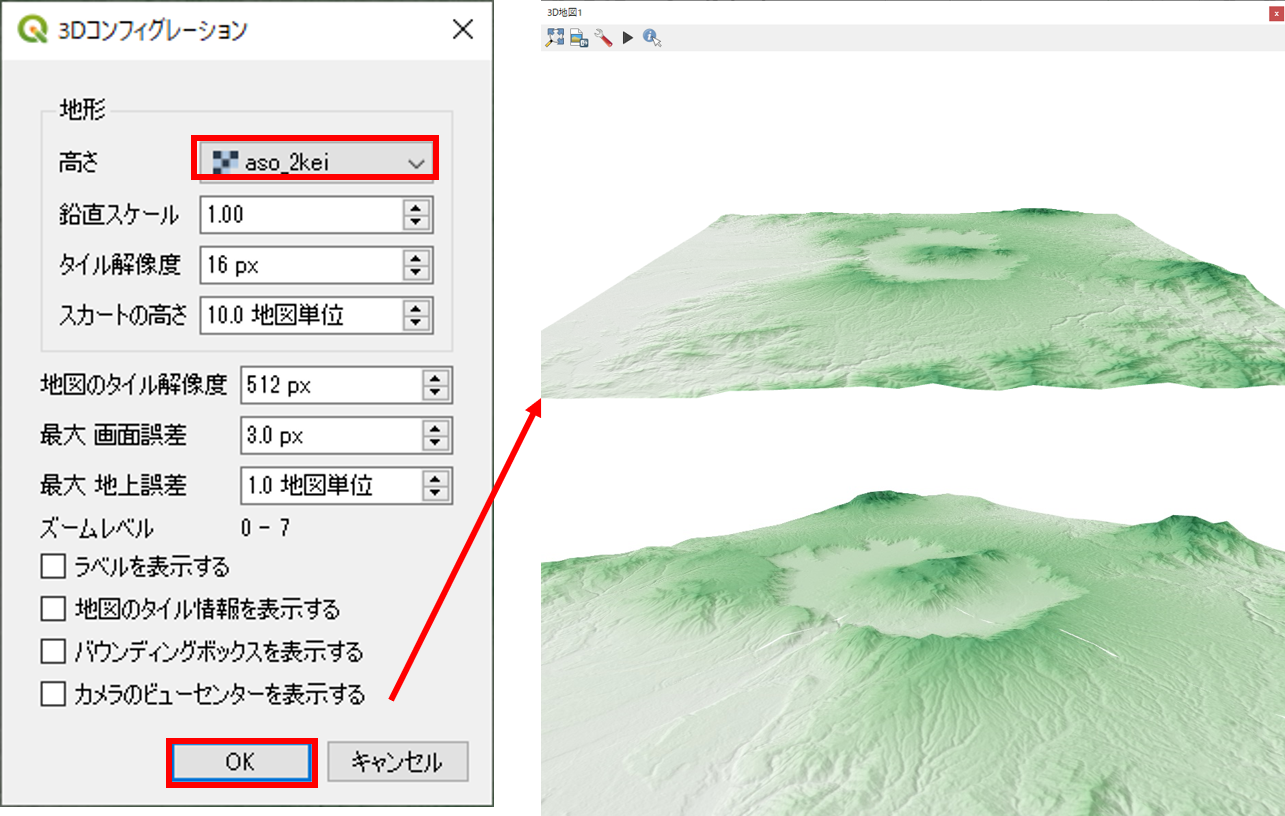 3Dコンフィグレーション
地形
高さ aso_2kei
鉛直スケール 1.00
タイル解像度 16 px
スカートの高さ 10.0 地図単位
地図のタイル解像度 512 px
最大 画面誤差 3.0 px
最大 地上誤差 1.0 地図単位
ズームレベル 0 - 7
ラベルを表示する
地図のタイル情報を表示する
バウンディングボックスを表示する
カメラのビューセンターを表示する
OK キャンセル
3D地図1